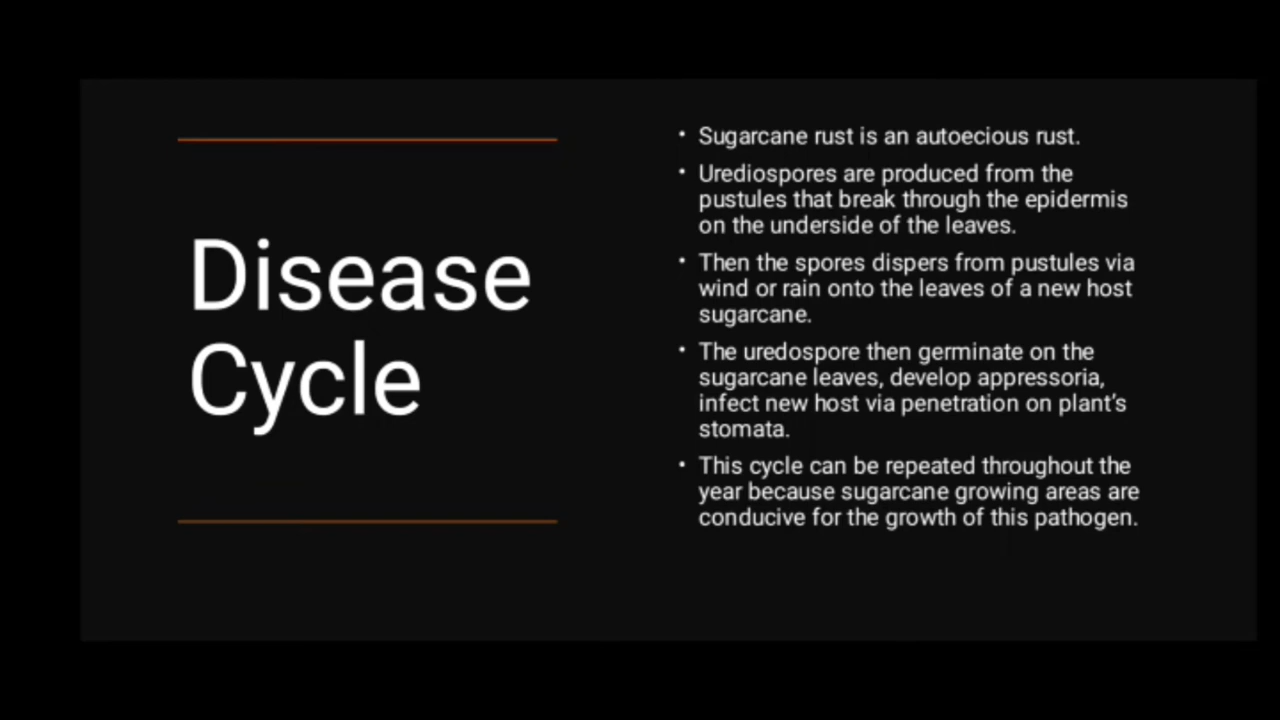 Disease
Cycle
• Sugarcane rust is an autoecious rust.
• Urediospores are produced from the
pustules that break through the epidermis
on the underside of the leaves.
• Then the spores dispers from pustules via
wind or rain onto the leaves of a new host
sugarcane.
• The uredospore then germinate on the
sugarcane leaves, develop appressoria,
infect new host via penetration on plant's
stomata.
• This cycle can be repeated throughout the
year because sugarcane growing areas are
conducive for the growth of this pathogen.